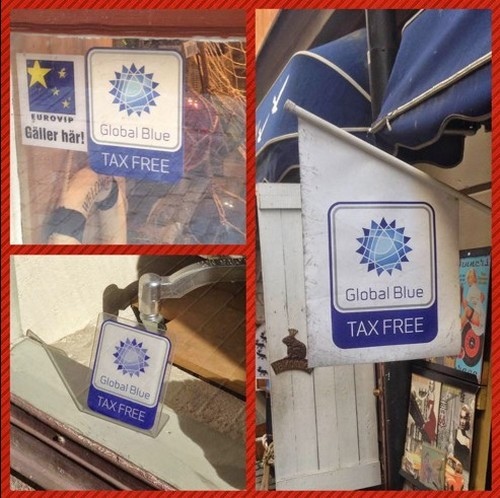 EUROVIP
Gäller här!
Global Blue
TAX FREE
Global Blue
TAX FREE
Global Blue
TAX FREE